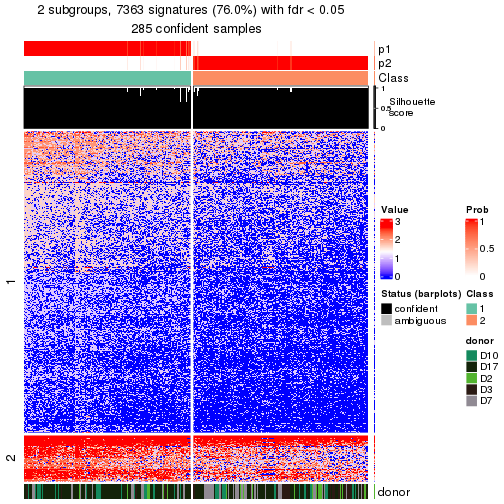 2 subgroups, 7363 signatures (76.0%) with fdr < 0.05
285 confident samples
p1
p2
Class
1
0.5
0
Silhouette
score
1
2
donor
Value
3
2
1
0
Prob
1
0.5
0
Status (barplots)
confident
ambiguous
Class
1
2
donor
D10
D17
D2
D3
D7